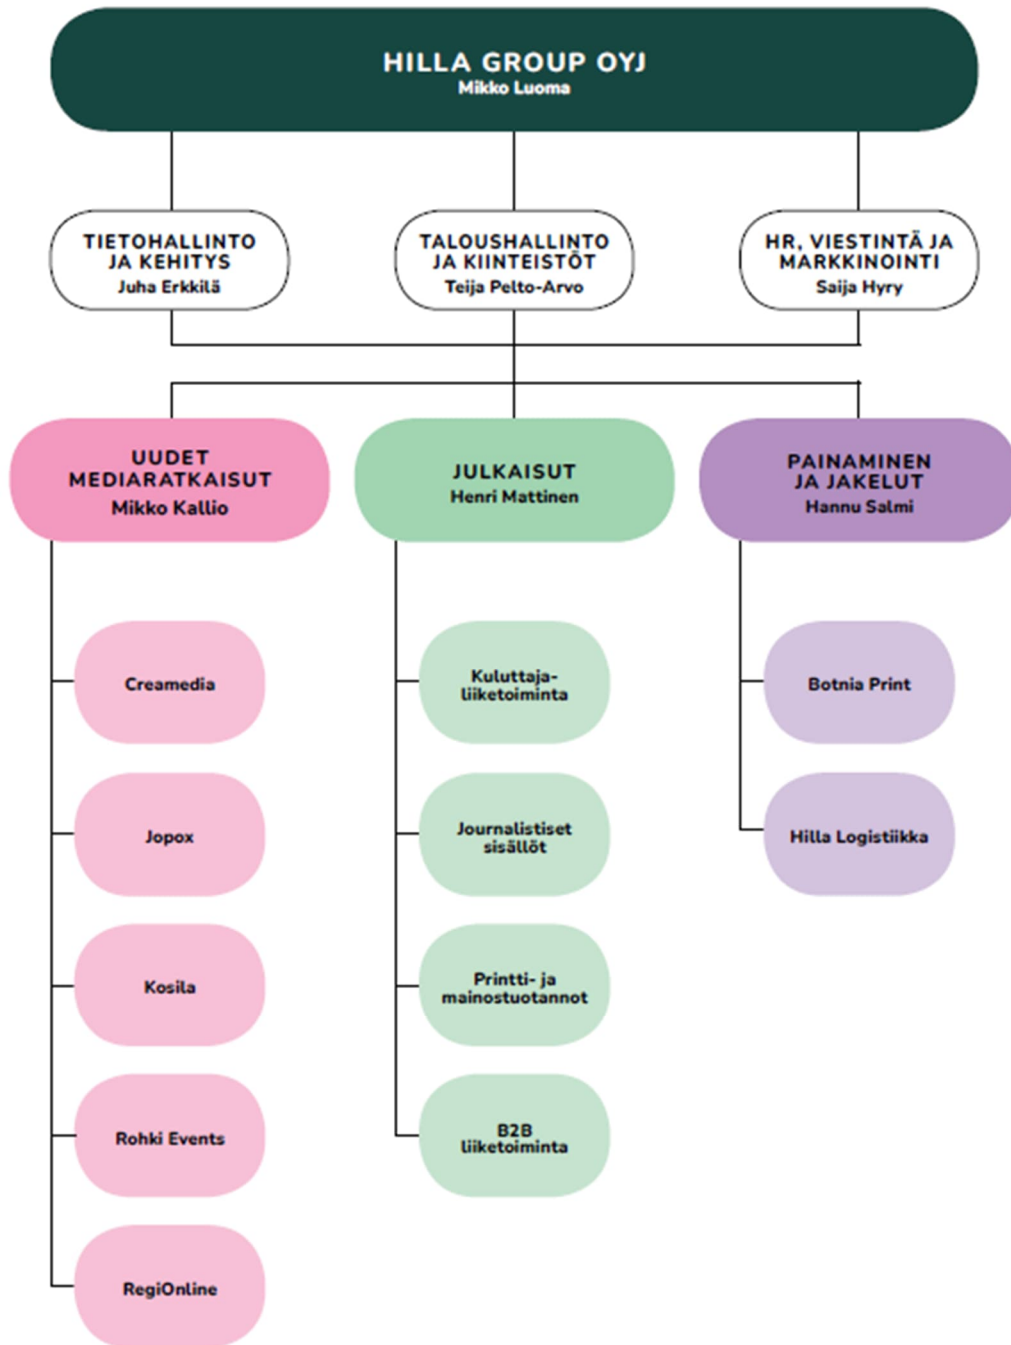 HILLA GROUP OYJ
Mikko Luoma
TIETOHALLINTO
JA KEHITYS
Juha Erkkilä
TALOUSHALLINTO
JA KIINTEISTÖT
Teija Pelto-Arvo
HR, VIESTINTÄ JA
MARKKINOINTI
Saija Hyry
UUDET
MEDIARATKAISUT
Mikko Kallio
JULKAISUT
Henri Mattinen
PAINAMINEN
JA JAKELUT
Hannu Salmi
Creamedia
Jopox
Kosila
Rohki Events
RegiOnline
Kuluttaja-
liiketoiminta
Journalistiset
sisällöt
Printti- ja
mainostuotannot
B2B
liiketoiminta
Botnia Print
Hilla Logistiikka